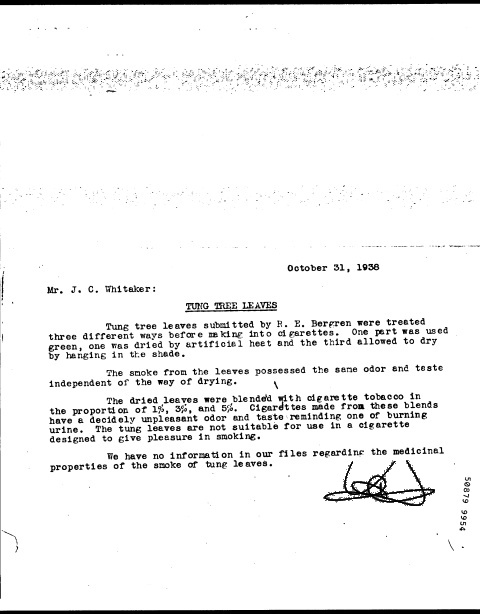 October 31, 1938
Mr. J. C. Whitaker:
TUNG TREE LEAVES
Tung tree leaves submitted by R. E. Bergren were treated
three different ways before making into cigarettes. One part was used
green, one was dried by artificial heat and the third allowed to dry
by hanging in the shade.
The smoke from the leaves possessed the same odor and taste
independent of the way of drying.
The dried leaves were blended with cigarette tobacco in
the proportion of 1%, 3%, and 5%. Cigarettes made from these blends
have a decidely unpleasant odor and taste reminding one of burning
urine. The tung leaves are not suitable for use in a cigarette
designed to give pleasure in smoking.
We have no information in our files regarding the medicinal
properties of the smoke of tung leaves.
50879 9954